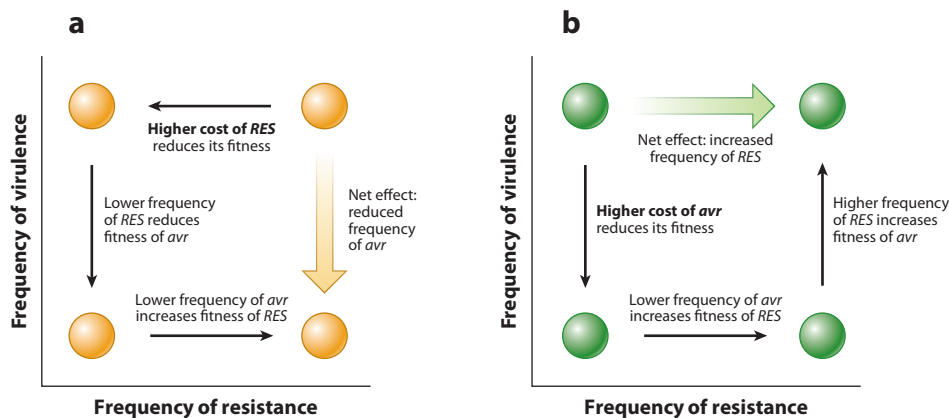 a
Frequency of virulence
Higher cost of RES
reduces its fitness
Lower frequency
of RES reduces
fitness of avr
Net effect:
reduced
frequency
of avr
Lower frequency of avr
increases fitness of RES
Frequency of resistance
b
Frequency of virulence
Net effect: increased
frequency of RES
Higher cost of avr
reduces its fitness
Higher frequency
of RES increases
fitness of avr
Lower frequency of avr
increases fitness of RES
Frequency of resistance